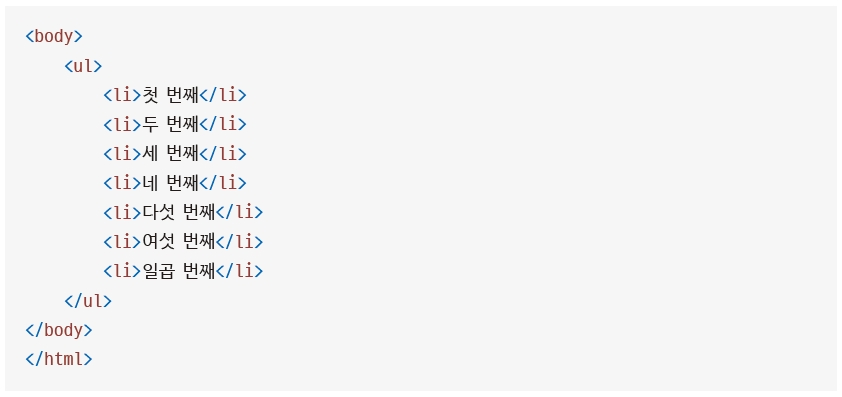 <body>
<ul>
<li>첫 번째</li>
<li>두 번째</li>
<li>세 번째</li>
<li>네 번째</li>
<li>다섯 번째</li>
<li>여섯 번째</li>
<li>일곱 번째</li>
</ul>
</body>
</html>